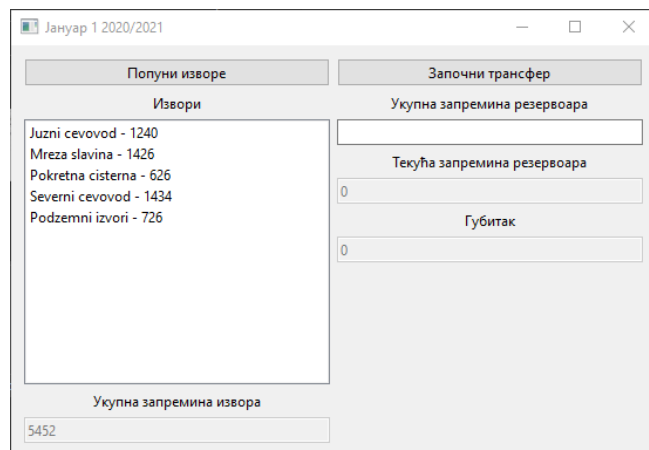 Јануар 1 2020/2021
Попуни изворе
Започни трансфер
Извори
Укупна запремина резервоара
Juzni cevovod - 1240
Mreza slavina - 1426
Pokretna cisterna - 626
Severni cevovod - 1434
Podzemni izvori - 726
Текућа запремина резервоара
0
Губитак
0
Укупна запремина извора
5452